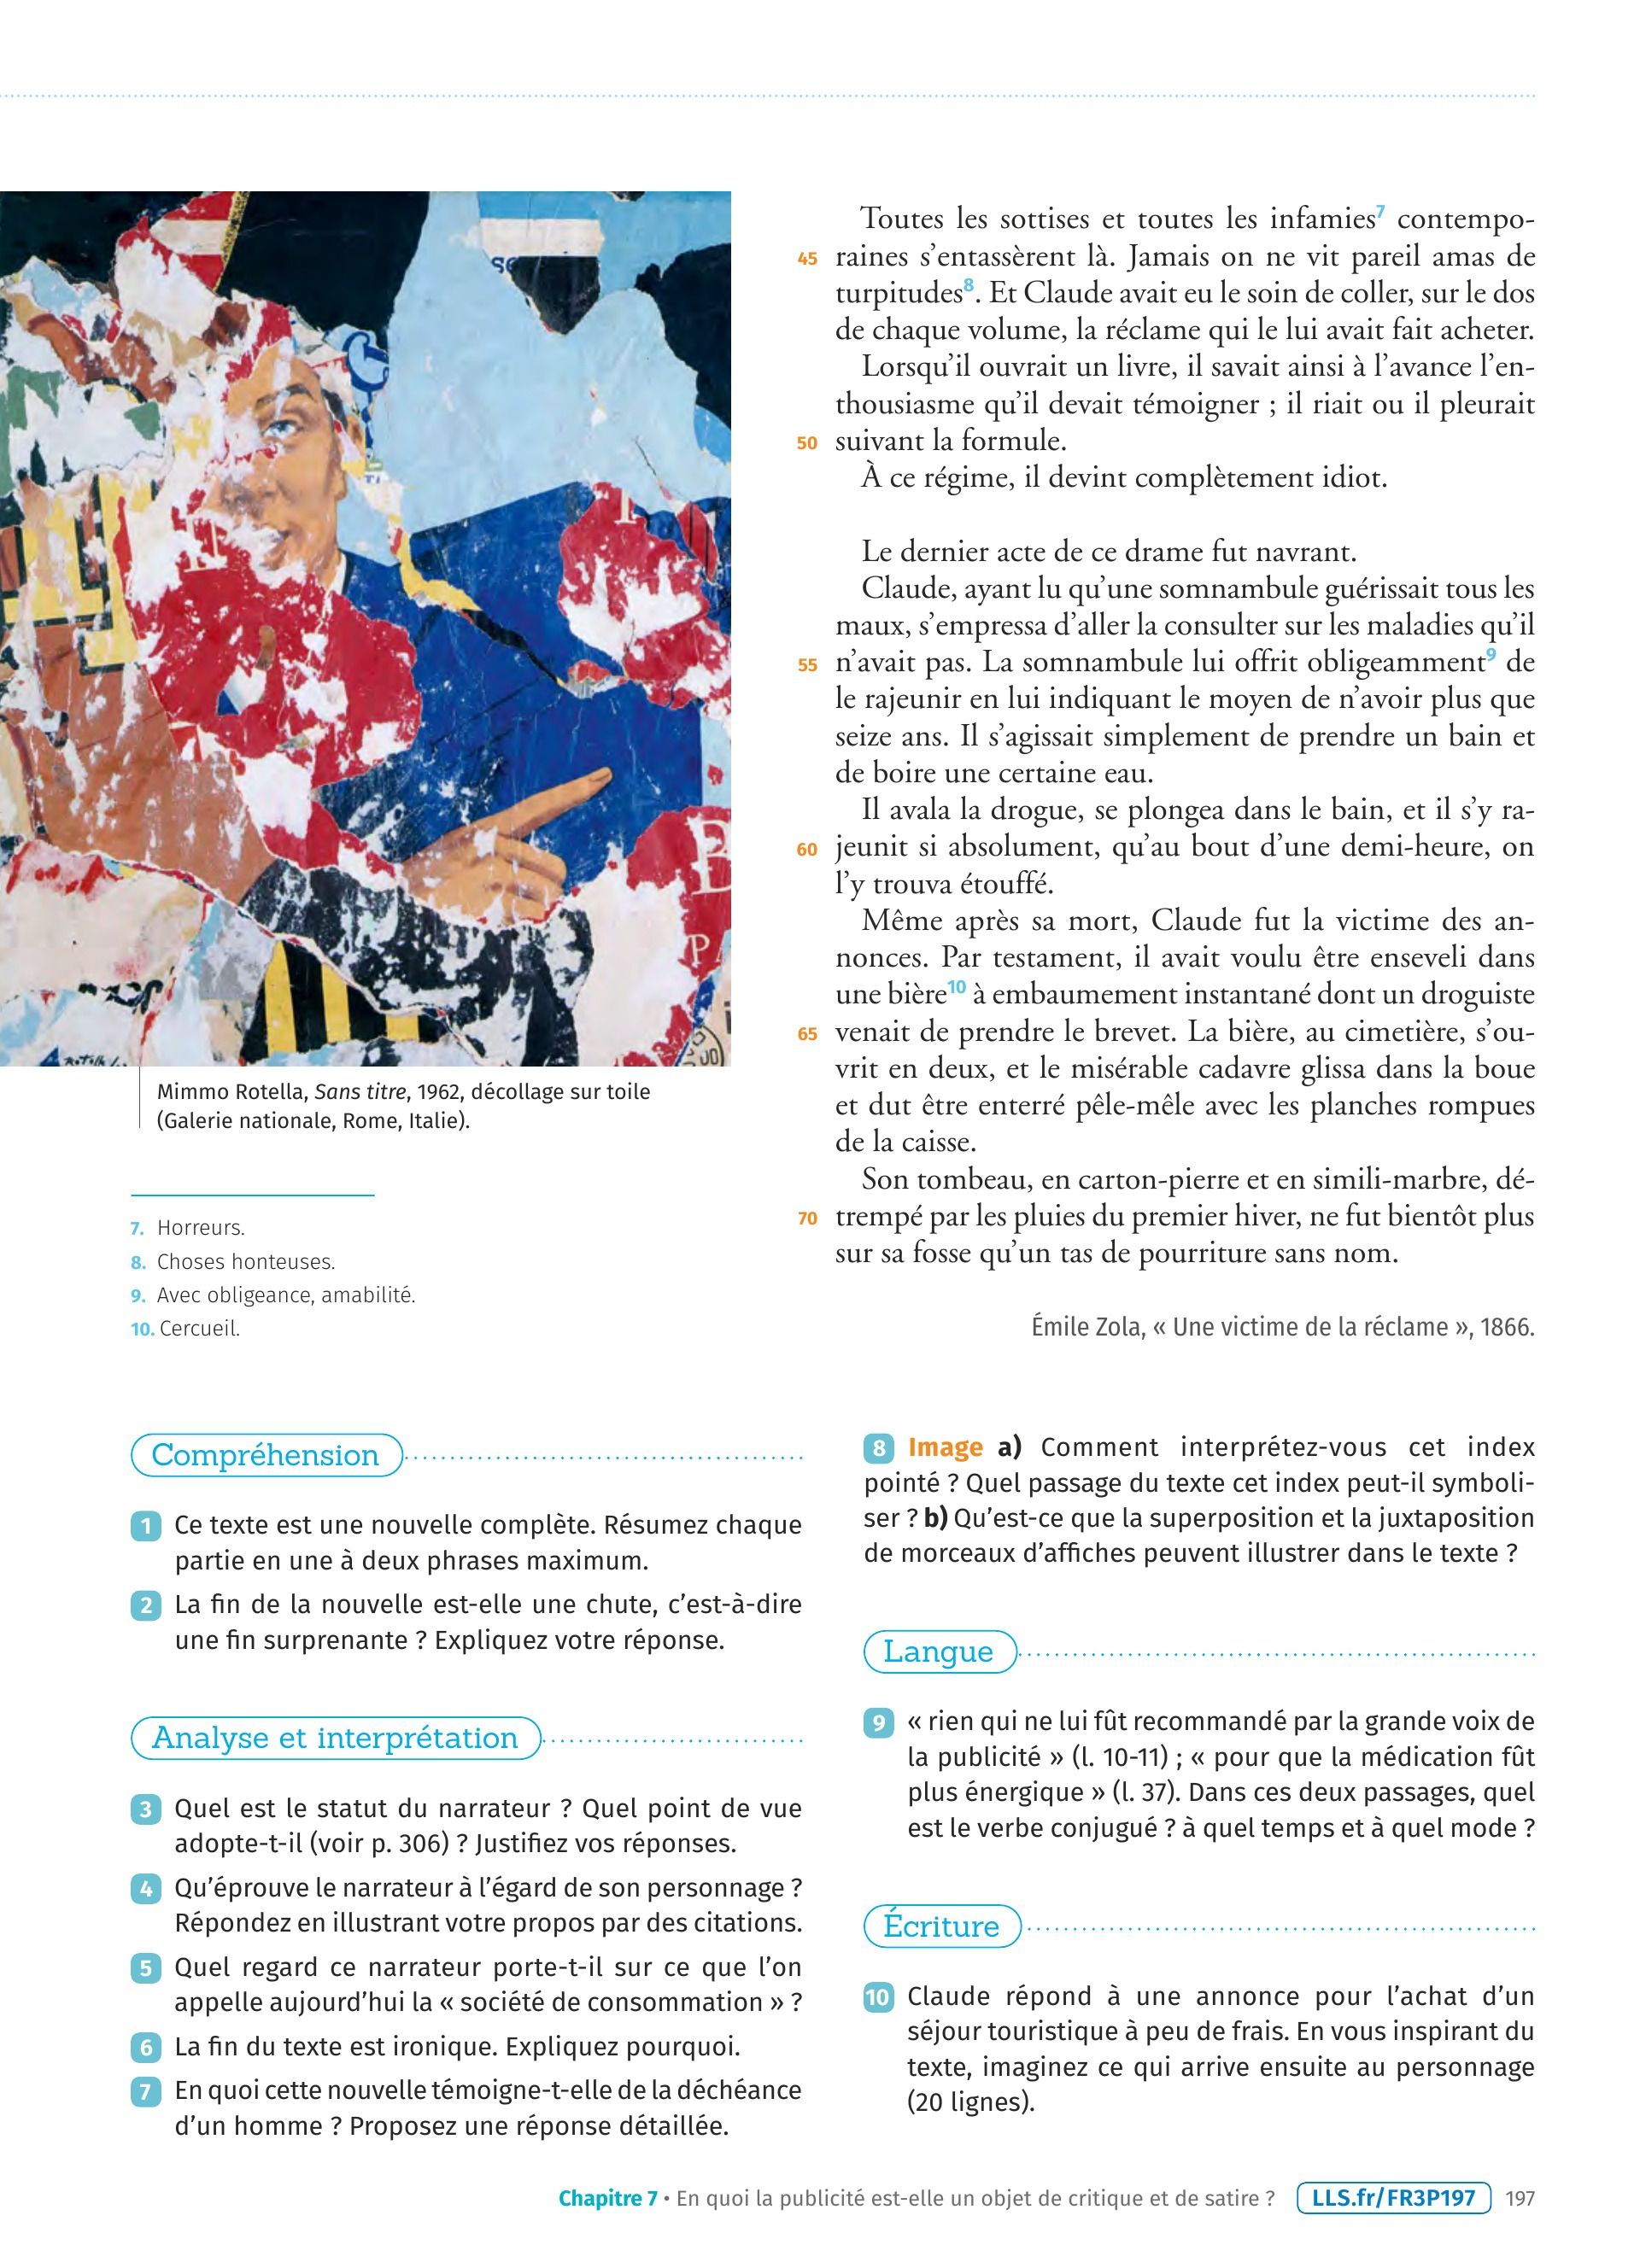 Toutes les sottises et toutes les infamies7 contempo-
45 raines s'entassèrent là. Jamais on ne vit pareil amas de
turpitudes8. Et Claude avait eu le soin de coller, sur le dos
de chaque volume, la réclame qui le lui avait fait acheter.
Lorsqu'il ouvrait un livre, il savait ainsi à l'avance l'en-
thousiasme qu'il devait témoigner ; il riait ou il pleurait
50 suivant la formule.
À ce régime, il devint complètement idiot.
Le dernier acte de ce drame fut navrant.
Claude, ayant lu qu'une somnambule guérissait tous les
maux, s'empressa d'aller la consulter sur les maladies qu'il
55 n'avait pas. La somnambule lui offrit obligeamment9 de
le rajeunir en lui indiquant le moyen de n'avoir plus que
seize ans. Il s'agissait simplement de prendre un bain et
de boire une certaine eau.
Il avala la drogue, se plongea dans le bain, et il s'y ra-
60 jeunit si absolument, qu'au bout d'une demi-heure, on
l'y trouva étouffé.
Même après sa mort, Claude fut la victime des an-
nonces. Par testament, il avait voulu être enseveli dans
une bière10 à embaumement instantané dont un droguiste
65 venait de prendre le brevet. La bière, au cimetière, s'ou-
vrit en deux, et le misérable cadavre glissa dans la boue
et dut être enterré pêle-mêle avec les planches rompues
de la caisse.
Son tombeau, en carton-pierre et en simili-marbre, dé-
70 trempé par les pluies du premier hiver, ne fut bientôt plus
sur sa fosse qu'un tas de pourriture sans nom.
Émile Zola, « Une victime de la réclame », 1866.
Mimmo Rotella, Sans titre, 1962, décollage sur toile
(Galerie nationale, Rome, Italie).
7. Horreurs.
8. Choses honteuses.
9. Avec obligeance, amabilité.
10. Cercueil.
Compréhension
1 Ce texte est une nouvelle complète. Résumez chaque
partie en une à deux phrases maximum.
2 La fin de la nouvelle est-elle une chute, c'est-à-dire
une fin surprenante ? Expliquez votre réponse.
Analyse et interprétation
3 Quel est le statut du narrateur ? Quel point de vue
adopte-t-il (voir p. 306) ? Justifiez vos réponses.
4 Qu'éprouve le narrateur à l'égard de son personnage ?
Répondez en illustrant votre propos par des citations.
5 Quel regard ce narrateur porte-t-il sur ce que l'on
appelle aujourd'hui la « société de consommation » ?
6 La fin du texte est ironique. Expliquez pourquoi.
7 En quoi cette nouvelle témoigne-t-elle de la déchéance
d'un homme ? Proposez une réponse détaillée.
8 Image a) Comment interprétez-vous cet index
pointé ? Quel passage du texte cet index peut-il symboli-
ser ? b) Qu'est-ce que la superposition et la juxtaposition
de morceaux d'affiches peuvent illustrer dans le texte ?
Langue
9 « rien qui ne lui fût recommandé par la grande voix de
la publicité » (l. 10-11) ; « pour que la médication fût
plus énergique » (l. 37). Dans ces deux passages, quel
est le verbe conjugué ? à quel temps et à quel mode ?
Écriture
10 Claude répond à une annonce pour l'achat d'un
séjour touristique à peu de frais. En vous inspirant du
texte, imaginez ce qui arrive ensuite au personnage
(20 lignes).
Chapitre 7 • En quoi la publicité est-elle un objet de critique et de satire ? LLS.fr/FR3P197 197